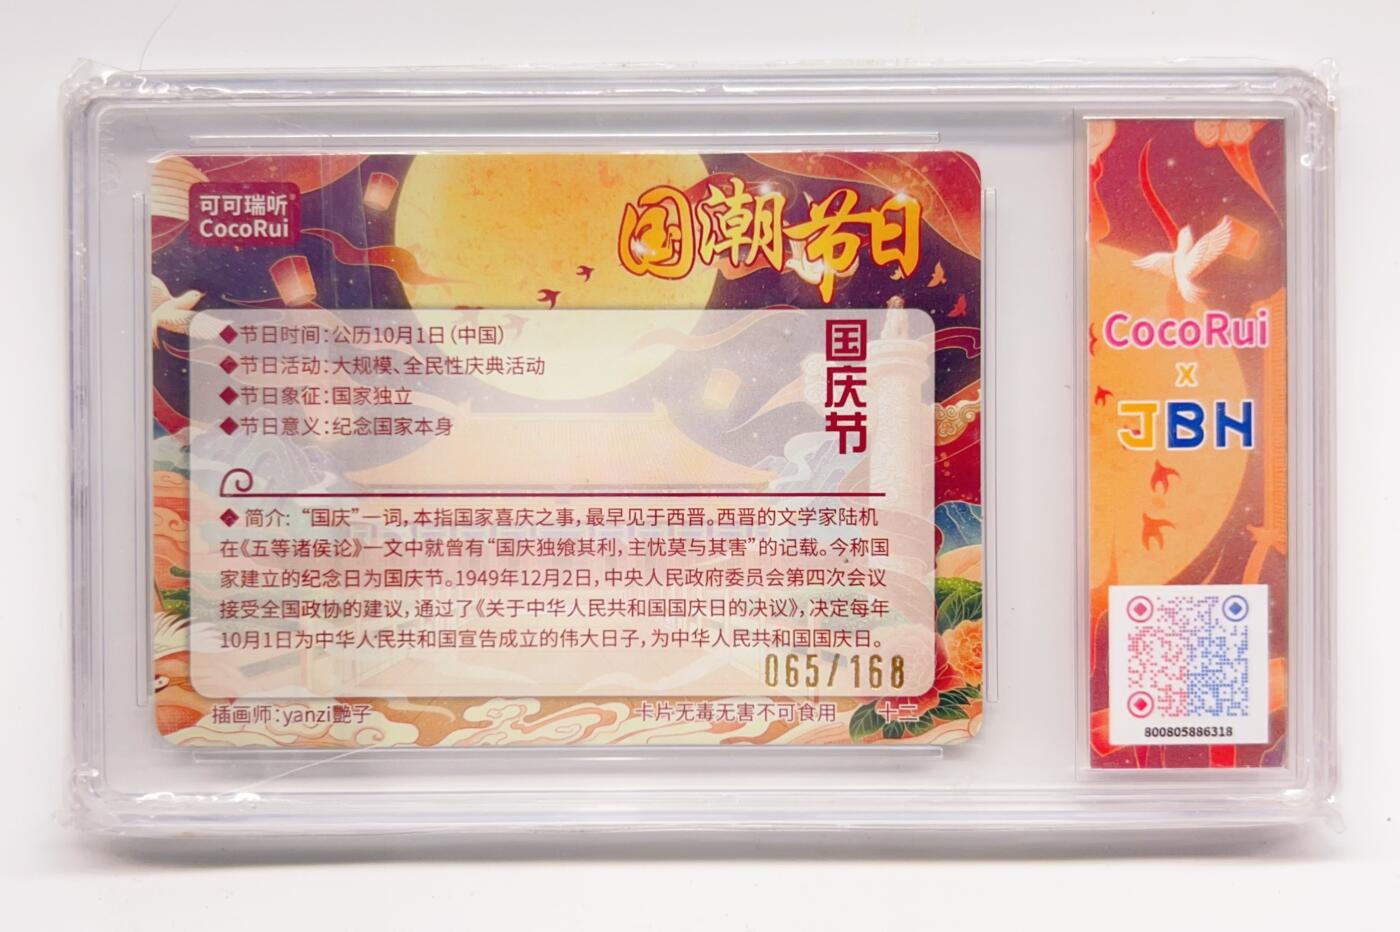 可可瑞听
CocoRui
国潮节日
◆节日时间：公历10月1日（中国）
◆节日活动：大规模、全民性庆典活动
◆节日象征：国家独立
◆节日意义：纪念国家本身
国庆节
◆ 简介：“国庆”一词，本指国家喜庆之事，最早见于西晋。西晋的文学家陆机
在《五等诸侯论》一文中就曾有“国庆独飨其利，主忧莫与其害”的记载。今称国
家建立的纪念日为国庆节。1949年12月2日，中央人民政府委员会第四次会议
接受全国政协的建议，通过了《关于中华人民共和国国庆日的决议》，决定每年
10月1日为中华人民共和国宣告成立的伟大日子，为中华人民共和国国庆日。
065/168
插画师：yanzi艷子
卡片无毒无害不可食用
十二
CocoRui
x
JBH
800805886318